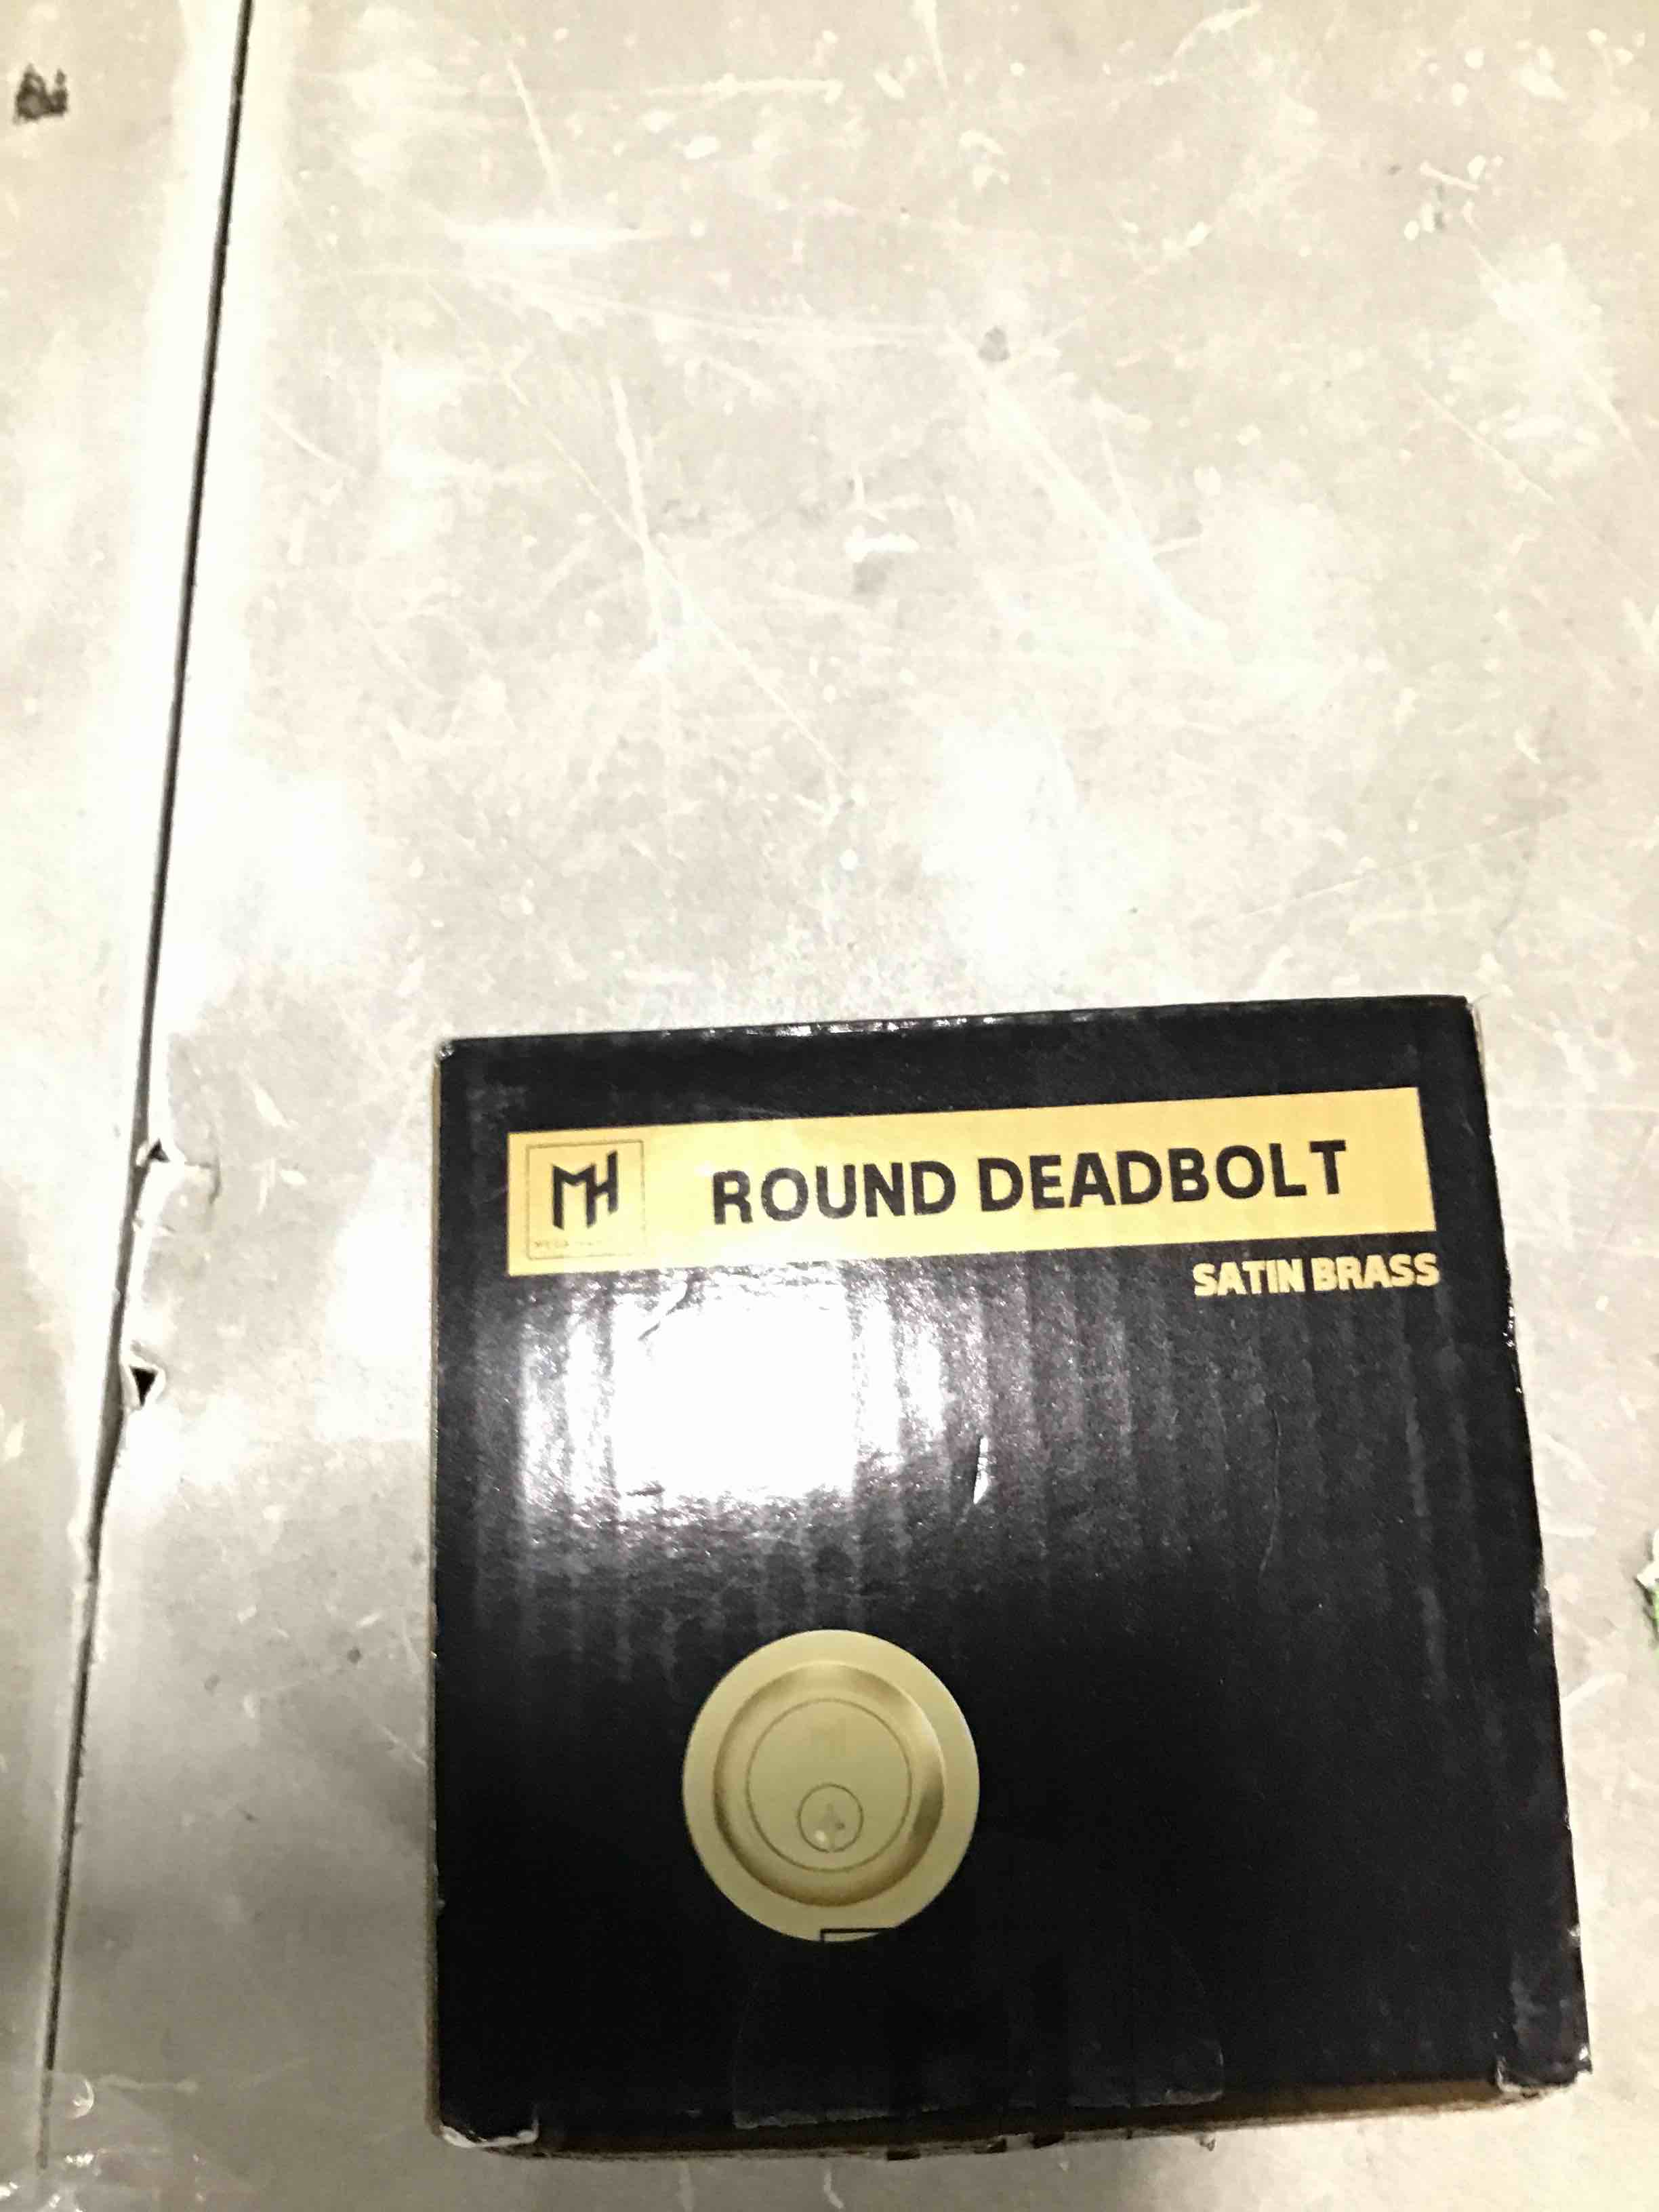 MH
ROUND DEADBOLT
SATIN BRASS